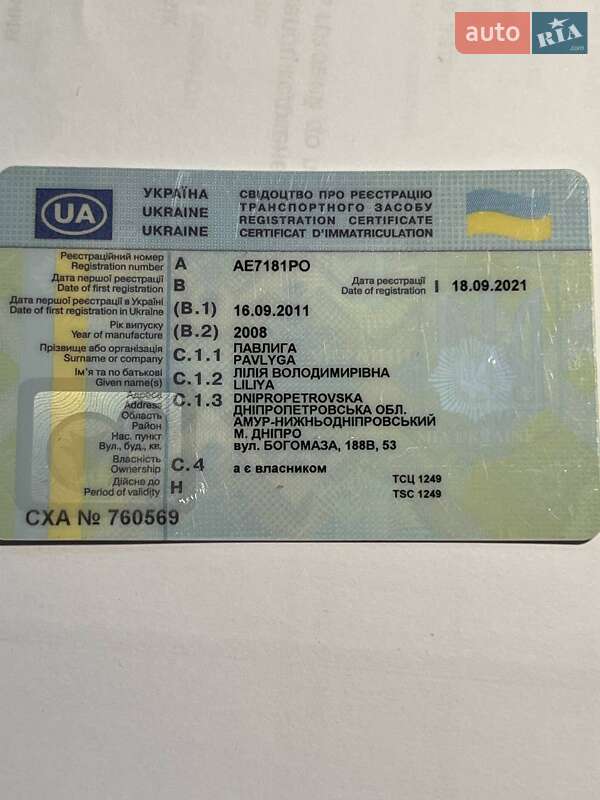 auto RIA .com
УКРАЇНА
UKRAINE
UKRAINE
UA
СВІДОЦТВО ПРО РЕЄСТРАЦІЮ
ТРАНСПОРТНОГО ЗАСОБУ
REGISTRATION CERTIFICATE
CERTIFICAT D'IMMATRICULATION
Реєстраційний номер
Registration number A AE7181PO
Дата першої реєстрації
Date of first registration B
Дата реєстрації
Date of registration I 18.09.2021
Дата першої реєстрації в Україні
Date of first registration in Ukraine (B.1) 16.09.2011
Рік випуску
Year of manufacture (B.2) 2008
Прізвище або організація
Surname or company C.1.1 ПАВЛИГА
PAVLYGA
Ім'я та по батькові
Given name(s) C.1.2 ЛІЛІЯ ВОЛОДИМИРІВНА
LILIYA
Адреса
Address C.1.3 DNIPROPETROVSKA
Область ДНІПРОПЕТРОВСЬКА ОБЛ.
Район АМУР-НИЖНЬОДНІПРОВСЬКИЙ
Нас. пункт М. ДНІПРО
Вул., буд., кв. вул. БОГОМАЗА, 188В, 53
Власність
Ownership C.4 а є власником
Дійсне до
Period of validity H
ТСЦ 1249
TSC 1249
СХА № 760569